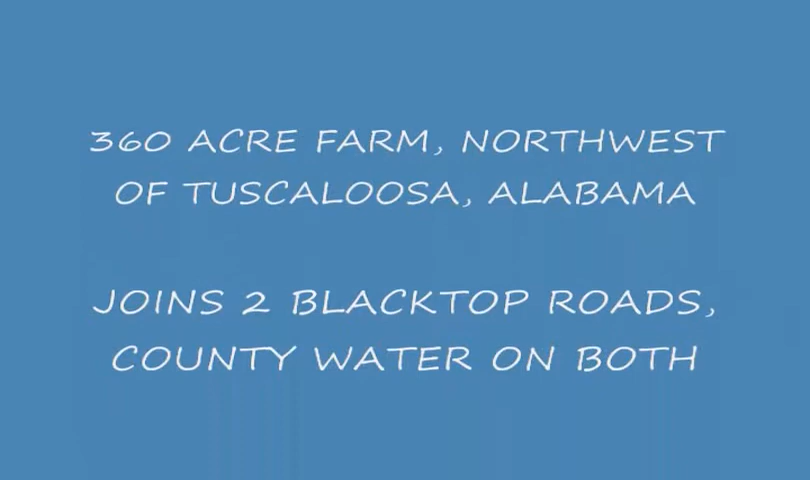 360 ACRE FARM, NORTHWEST
OF TUSCALOOSA, ALABAMA
JOINS 2 BLACKTOP ROADS,
COUNTY WATER ON BOTH